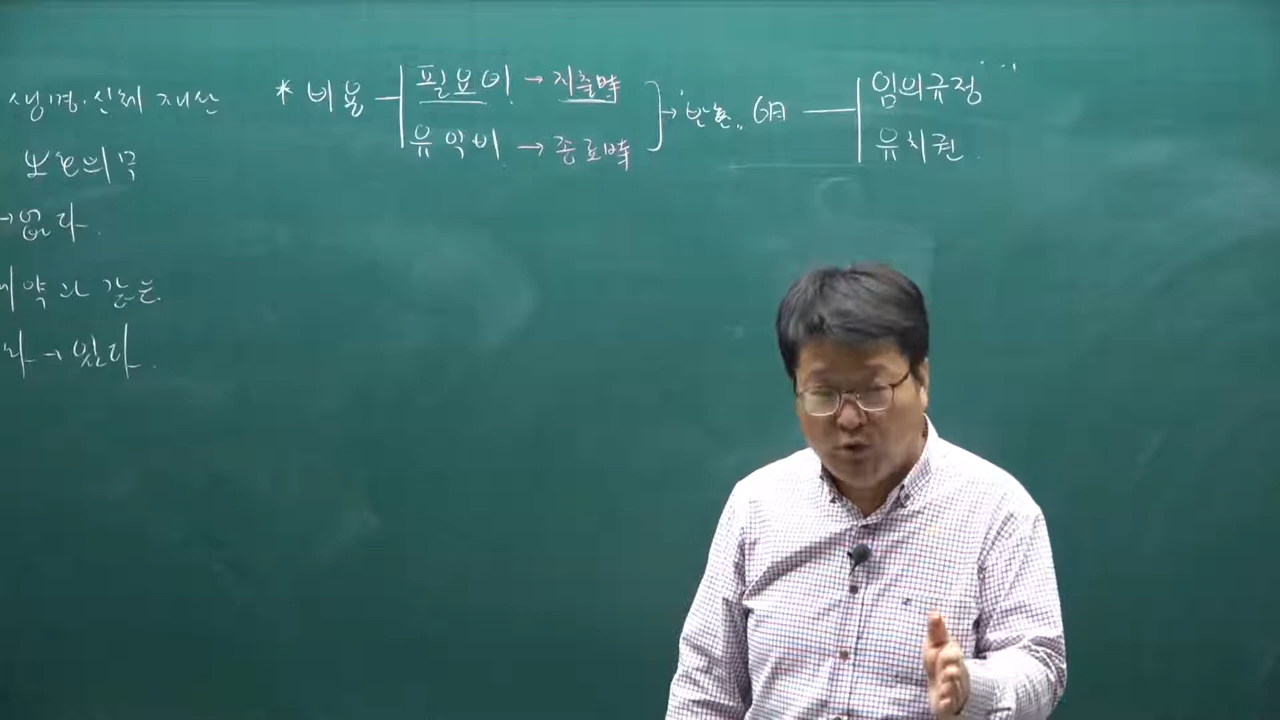 생명·신체 재산
보호의무
→없다.
계약과 같은
→있다.
* 비용
필요비 → 지출時
유익비 → 종료時
→ 반환.. 6月
임의규정
유치권